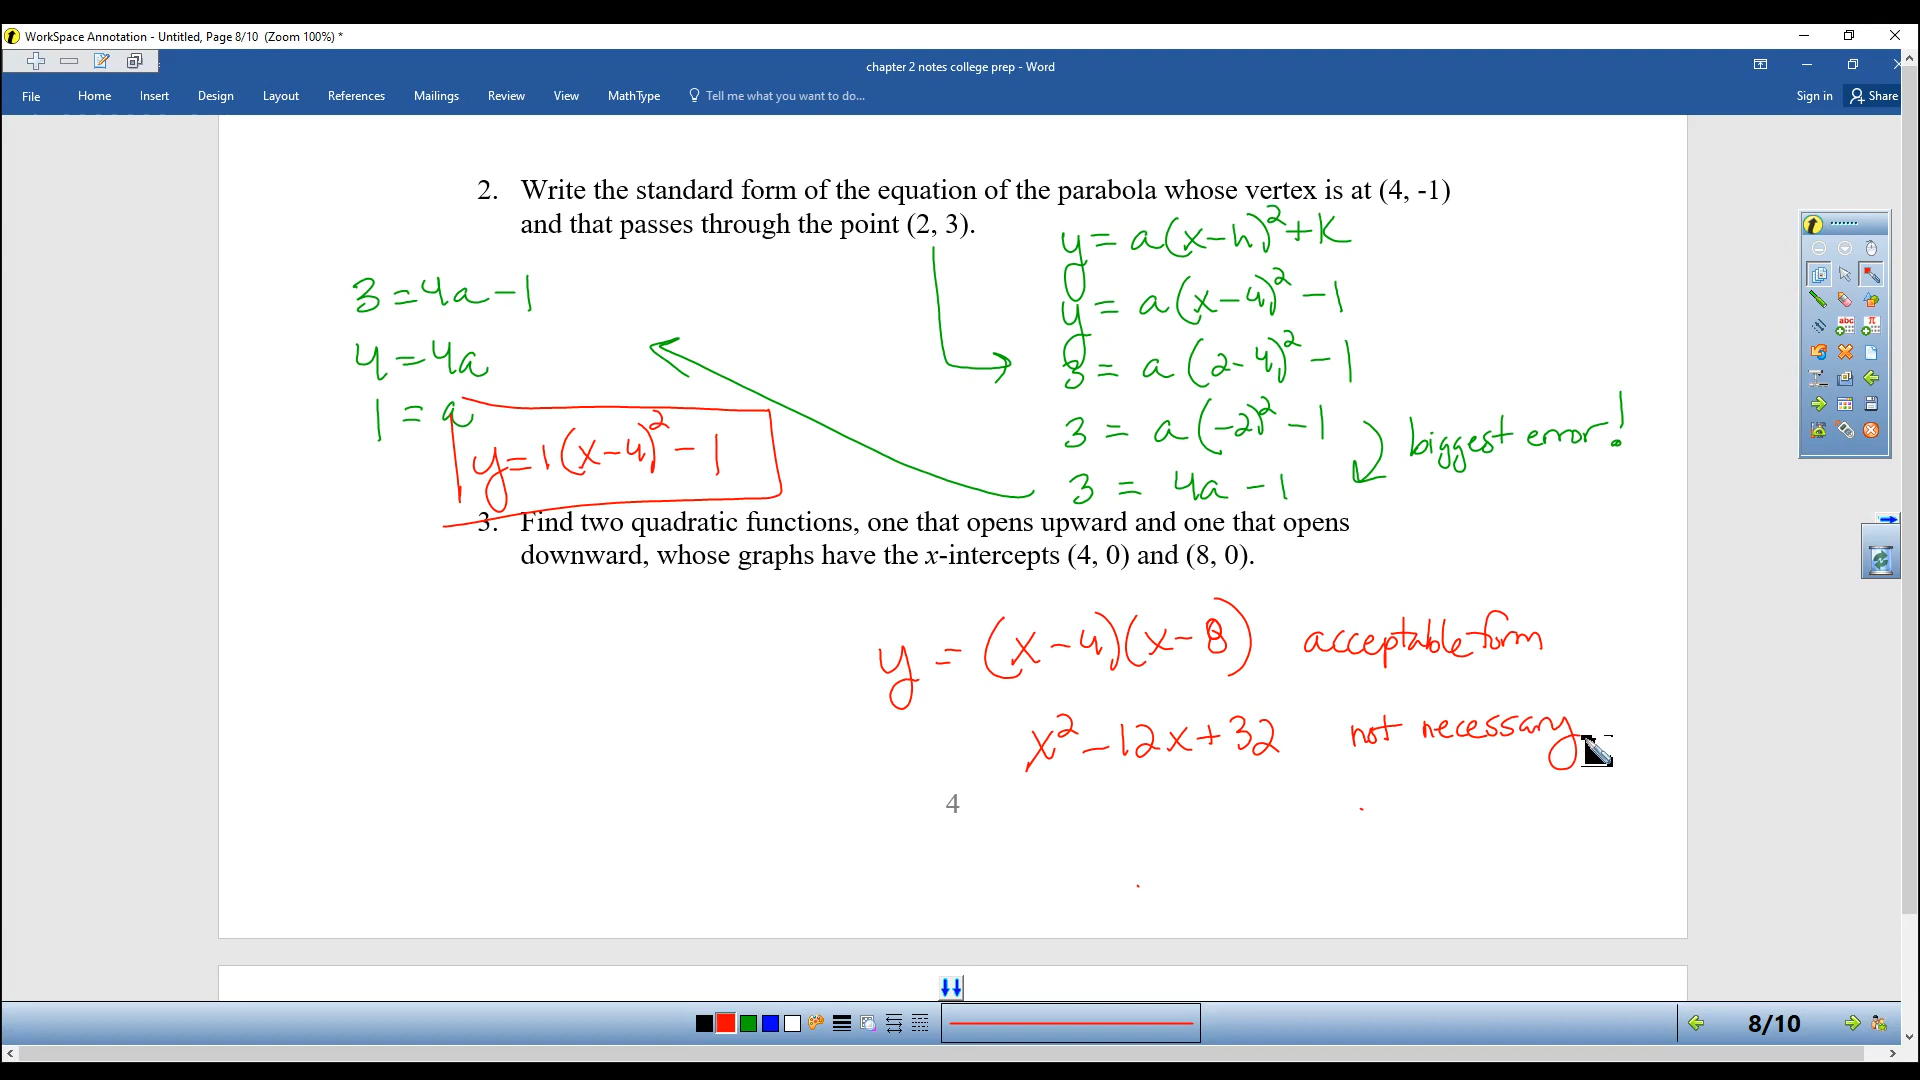 WorkSpace Annotation - Untitled, Page 8/10 (Zoom 100%) *
chapter 2 notes college prep - Word
File Home Insert Design Layout References Mailings Review View MathType Tell me what you want to do... Sign in Share
2. Write the standard form of the equation of the parabola whose vertex is at (4, -1)
and that passes through the point (2, 3).
y = a(x-h)² + k
y = a(x-4)² - 1
3 = a(2-4)² - 1
3 = a(-2)² - 1
biggest error!
3 = 4a - 1
3 = 4a - 1
4 = 4a
1 = a
y = 1(x-4)² - 1
3. Find two quadratic functions, one that opens upward and one that opens
downward, whose graphs have the x-intercepts (4, 0) and (8, 0).
y = (x-4)(x-8) acceptable form
x² - 12x + 32 not necessary
4
8/10